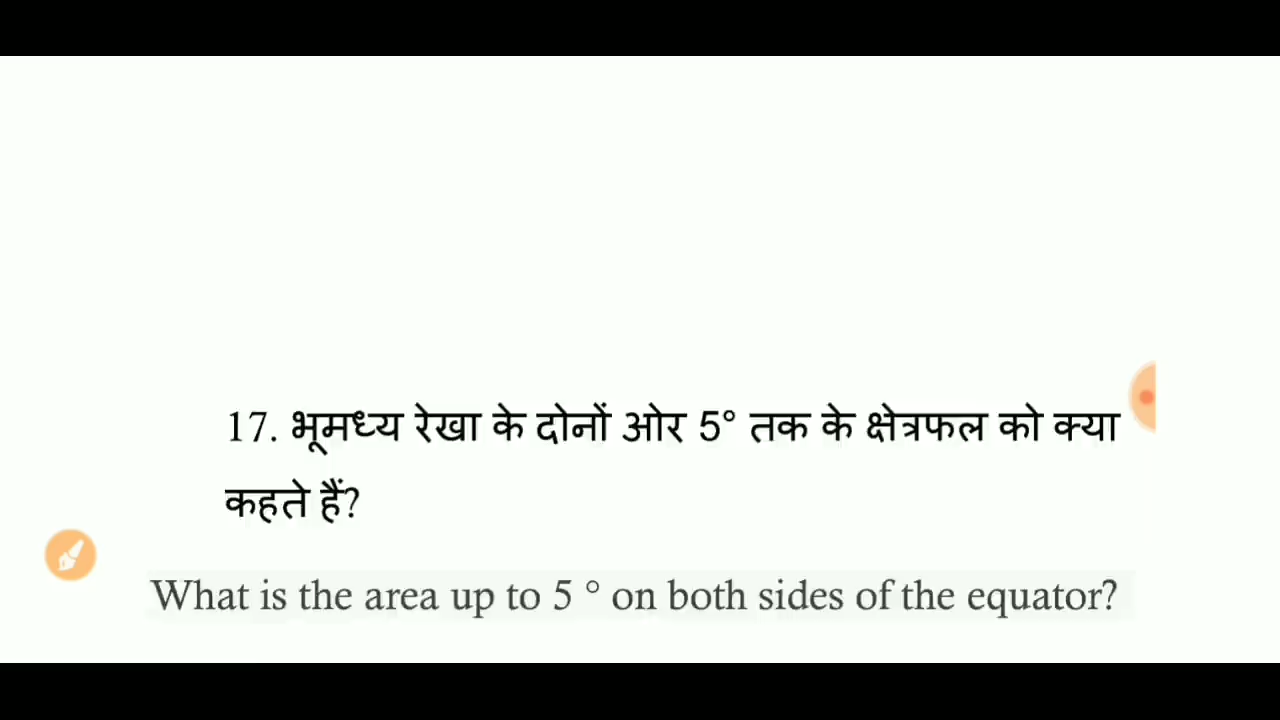 17. भूमध्य रेखा के दोनों ओर 5° तक के क्षेत्रफल को क्या
कहते हैं?
What is the area up to 5 ° on both sides of the equator?